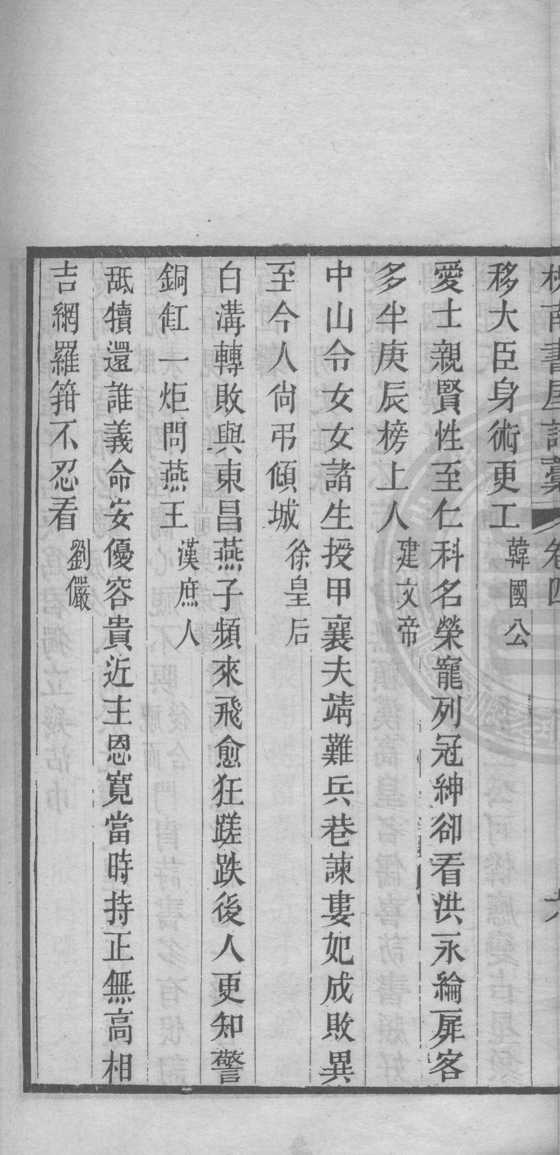 移大臣身術更工 韓國公
愛士親賢性至仁科名榮寵列冠紳卻看洪永綸扉客
多半庚辰榜上人 建文帝
中山令女女諸生授甲襄夫靖難兵巷諫婁妃成敗異
至今人尙弔傾城 徐皇后
白溝轉敗與東昌燕子頻來飛愈狂蹉跌後人更知警
銅缸一炬問燕王 漢庶人
舐犢還誰義命安優容貴近主恩寬當時持正無高相
吉網羅箝不忍看 劉儼